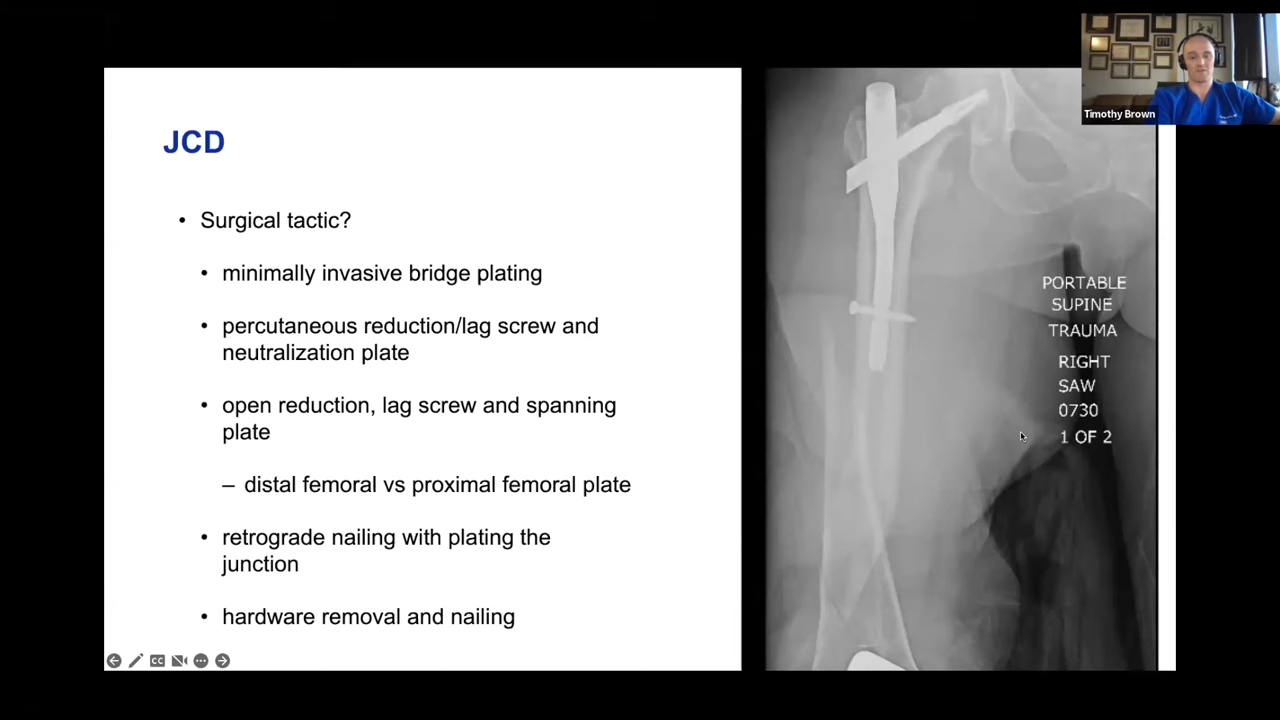 JCD
• Surgical tactic?
• minimally invasive bridge plating
• percutaneous reduction/lag screw and
neutralization plate
• open reduction, lag screw and spanning
plate
– distal femoral vs proximal femoral plate
• retrograde nailing with plating the
junction
• hardware removal and nailing
PORTABLE
SUPINE
TRAUMA
RIGHT
SAW
0730
1 OF 2
Timothy Brown
CC